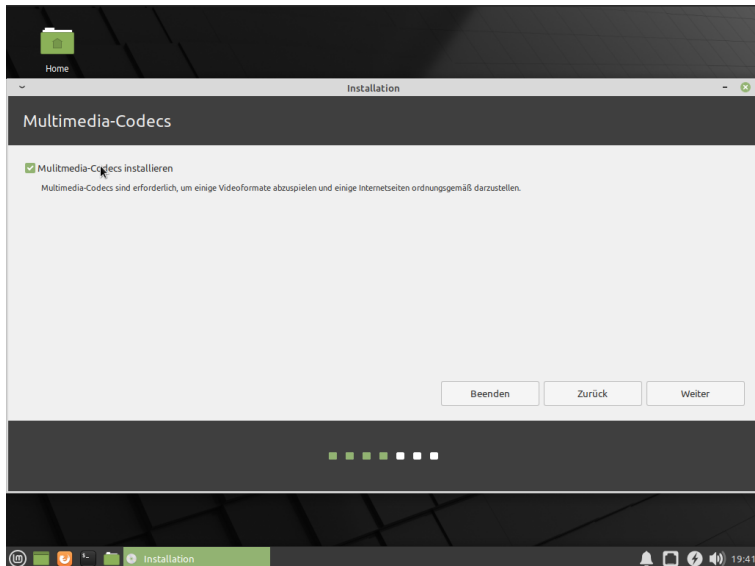 Home
Installation
Multimedia-Codecs
Mulitmedia-Codecs installieren
Multimedia-Codecs sind erforderlich, um einige Videoformate abzuspielen und einige Internetseiten ordnungsgemäß darzustellen.
Beenden Zurück Weiter
Installation 19:41